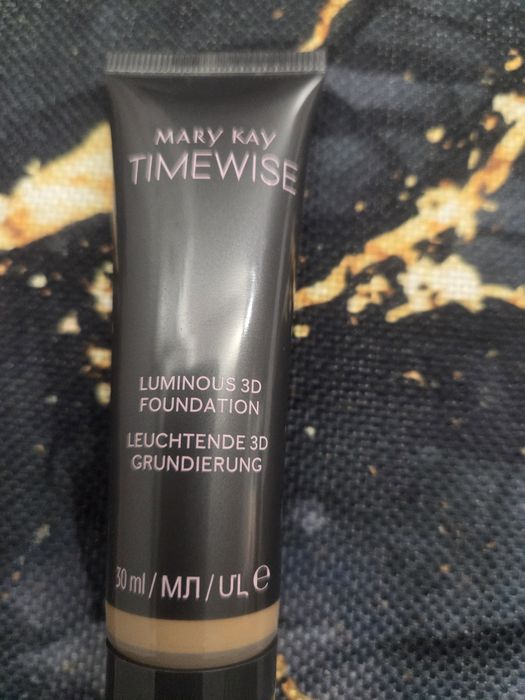 MARY KAY
TIMEWISE
LUMINOUS 3D
FOUNDATION
LEUCHTENDE 3D
GRUNDIERUNG
30 ml / МЛ / ՄԼ ℮